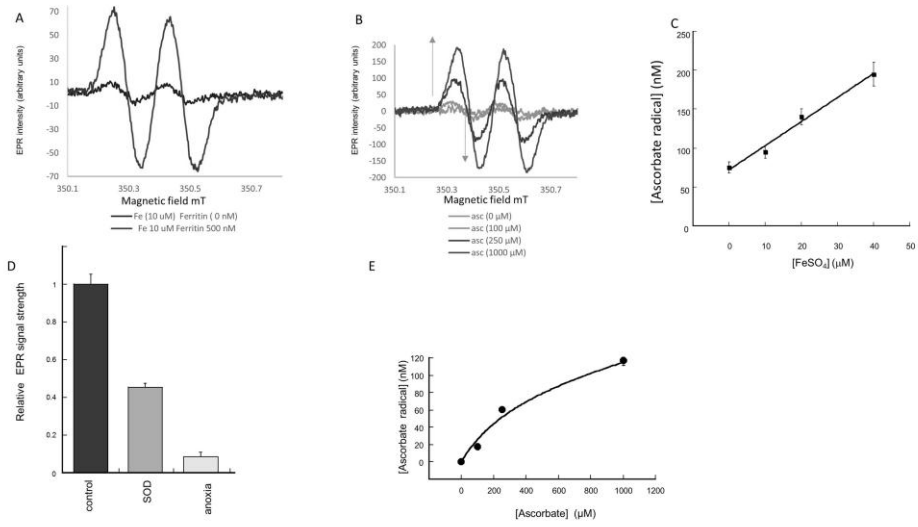 A
EPR intensity (arbitrary units)
70
50
30
10
-10
-30
-50
-70
350.1
350.3
350.5
350.7
Magnetic field mT
Fe (10 uM) Ferritin ( 0 nM)
Fe 10 uM Ferritin 500 nM
B
EPR intensity (arbitrary units)
200
150
100
50
0
-50
-100
-150
-200
350.1
350.3
350.5
350.7
Magnetic field mT
asc (0 µM)
asc (100 µM)
asc (250 µM)
asc (1000 µM)
C
[Ascorbate radical] (nM)
250
200
150
100
50
0
0
10
20
30
40
50
[FeSO4] (µM)
D
Relative EPR signal strength
1
0.8
0.6
0.4
0.2
0
control
SOD
anoxia
E
[Ascorbate radical] (nM)
120
100
80
60
40
20
0
0
200
400
600
800
1000
1200
[Ascorbate] (µM)